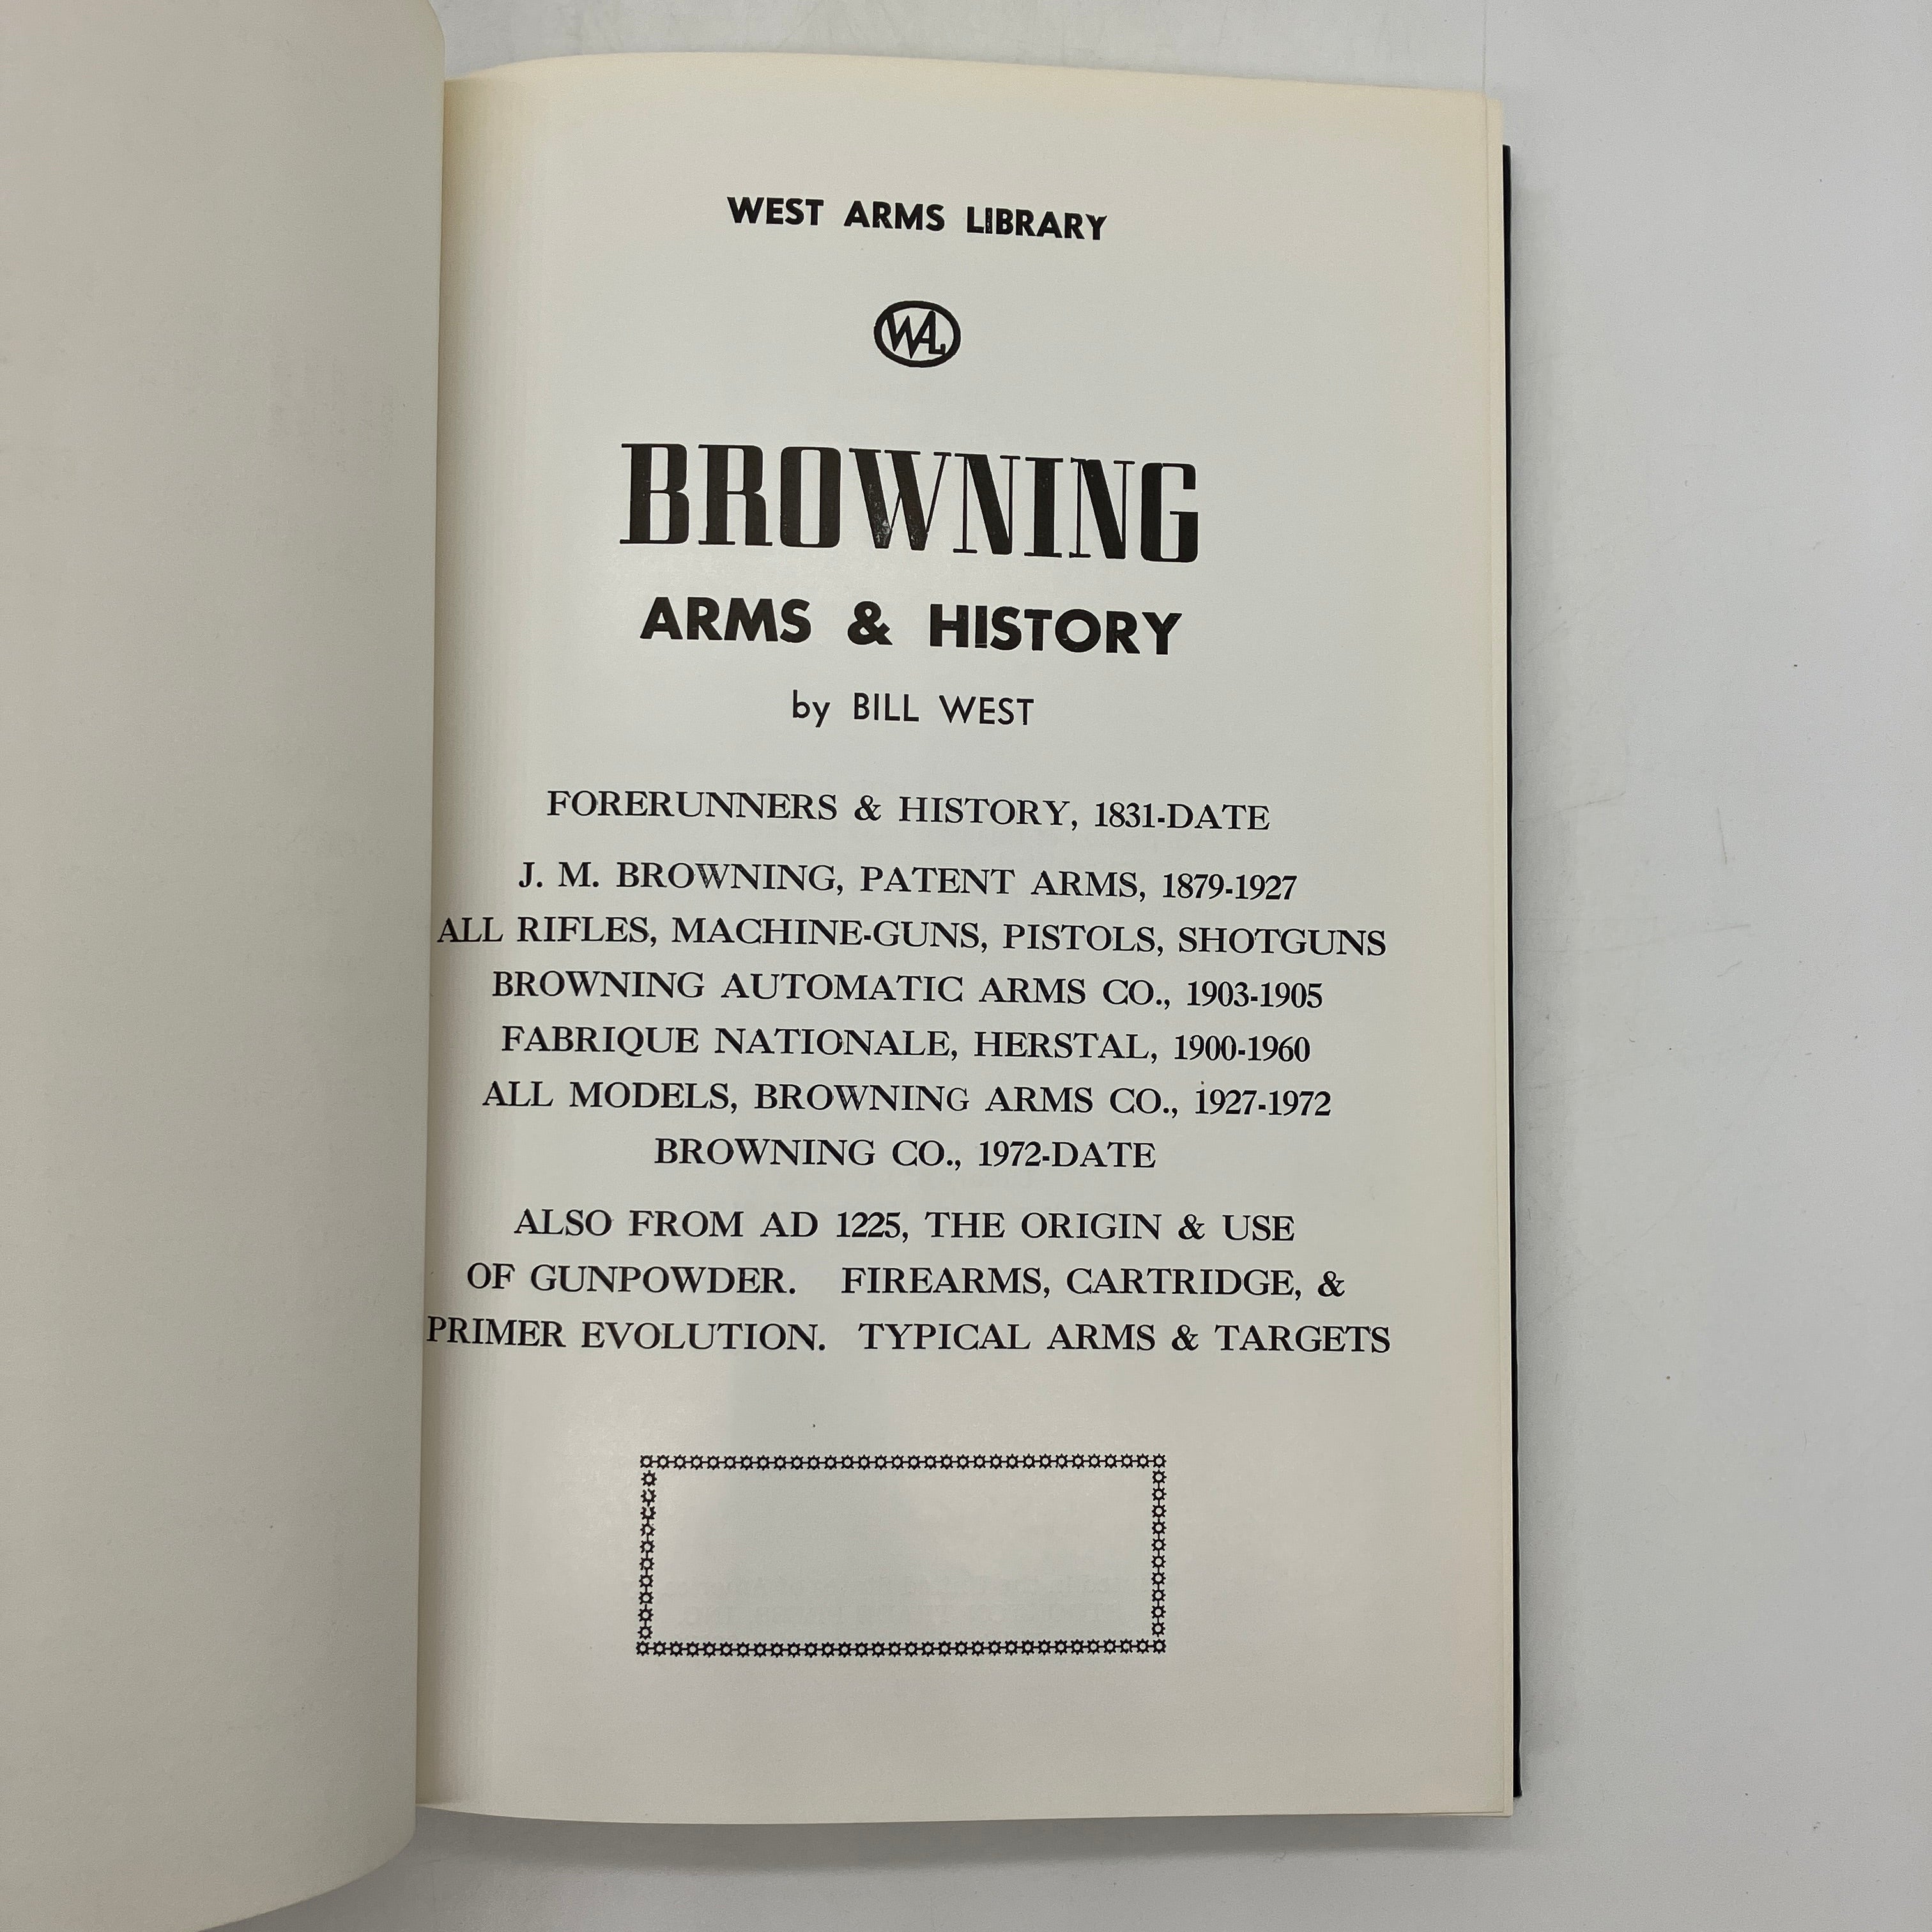 WEST ARMS LIBRARY
WAL
BROWNING
ARMS & HISTORY
by BILL WEST
FORERUNNERS & HISTORY, 1831-DATE
J. M. BROWNING, PATENT ARMS, 1879-1927
ALL RIFLES, MACHINE-GUNS, PISTOLS, SHOTGUNS
BROWNING AUTOMATIC ARMS CO., 1903-1905
FABRIQUE NATIONALE, HERSTAL, 1900-1960
ALL MODELS, BROWNING ARMS CO., 1927-1972
BROWNING CO., 1972-DATE
ALSO FROM AD 1225, THE ORIGIN & USE
OF GUNPOWDER. FIREARMS, CARTRIDGE, &
PRIMER EVOLUTION. TYPICAL ARMS & TARGETS